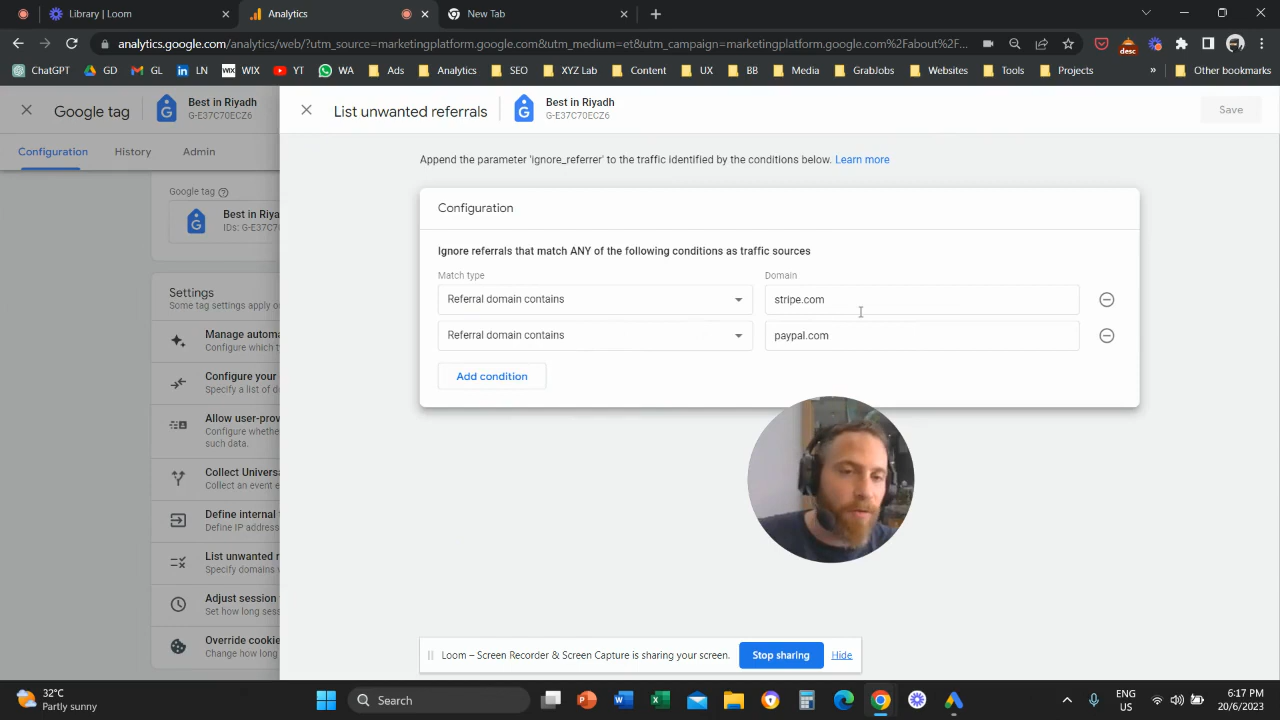 Library | Loom
Analytics
New Tab
analytics.google.com/analytics/web/?utm_source=marketingplatform.google.com&utm_medium=et&utm_campaign=marketingplatform.google.com%2Fabout%2F...
desc
ChatGPT
GD
GL
LN
WIX
WIX
YT
WA
Ads
Analytics
SEO
XYZ Lab
Content
UX
BB
Media
GrabJobs
Websites
Tools
Projects
»
Other bookmarks
Google tag
Best in Riyadh
G-E37C70ECZ6
Configuration
History
Admin
Google tag
Best in Riyad
IDs: G-E37C7
Settings
Some tag settings apply o
Manage automa
Configure which t
Configure your
Specify a list of d
Allow user-prov
Configure whethe
such data.
Collect Univers
Collect an event e
Define internal
Define IP address
List unwanted r
Specify domains
Adjust session
Set how long ses
Override cookie
Change how long
List unwanted referrals
Best in Riyadh
G-E37C70ECZ6
Save
Append the parameter 'ignore_referrer' to the traffic identified by the conditions below. Learn more
Configuration
Ignore referrals that match ANY of the following conditions as traffic sources
Match type
Domain
Referral domain contains
stripe.com
Referral domain contains
paypal.com
Add condition
Loom – Screen Recorder & Screen Capture is sharing your screen.
Stop sharing
Hide
32°C
Partly sunny
Search
ENG
US
6:17 PM
20/6/2023